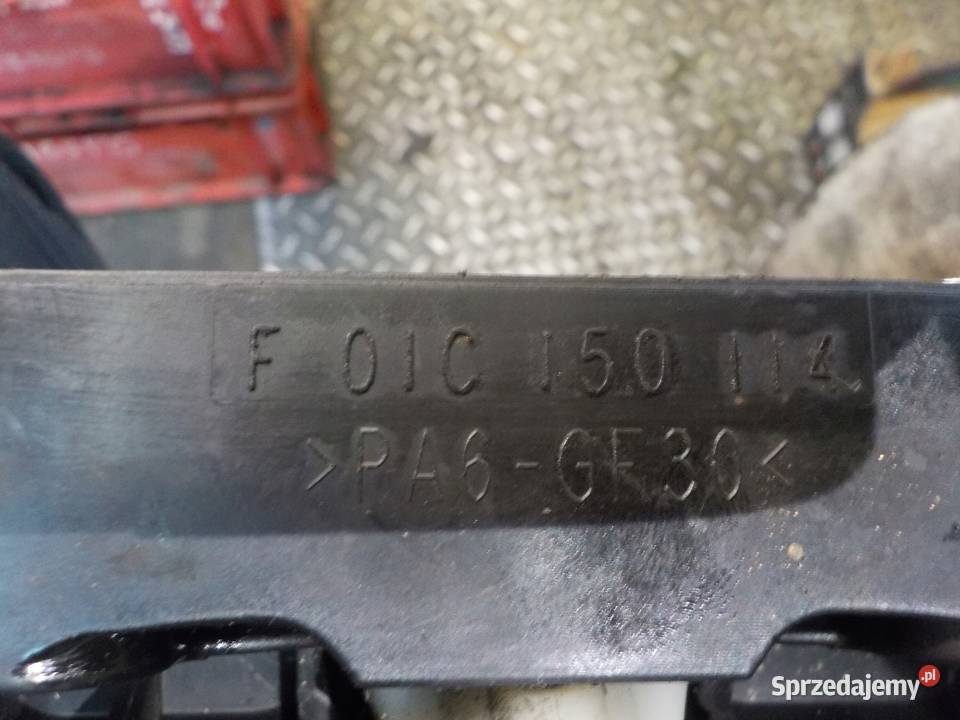 F 01C 150 114
>PA6-GF30<
Sprzedajemy.pl